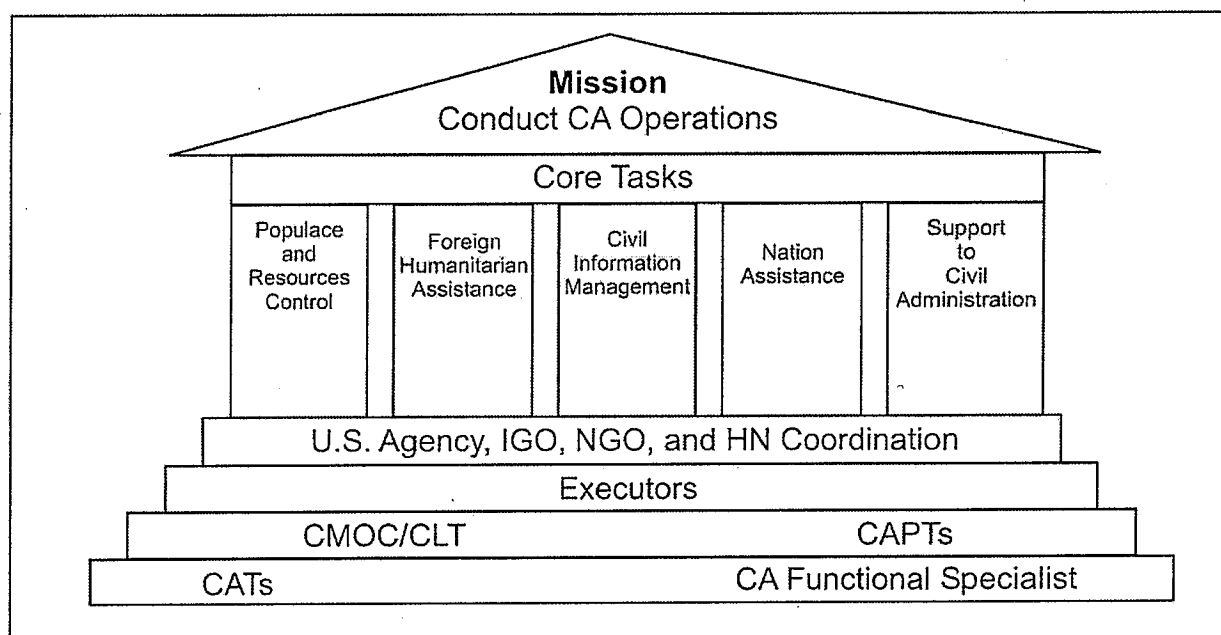 Mission
Conduct CA Operations
Core Tasks
Populace
and
Resources
Control
Foreign
Humanitarian
Assistance
Civil
Information
Management
Nation
Assistance
Support
to
Civil
Administration
U.S. Agency, IGO, NGO, and HN Coordination
Executors
CMOC/CLT CAPTs
CATs CA Functional Specialist